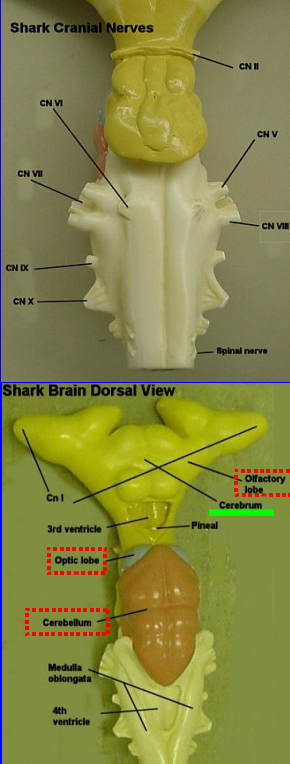 Shark Cranial Nerves
CN II
CN VI
CN V
CN VII
CN VIII
CN IX
CN X
Spinal nerve
Shark Brain Dorsal View
Cn I
Olfactory
lobe
Cerebrum
3rd ventricle
Pineal
Optic lobe
Cerebellum
Medulla
oblongata
4th
ventricle